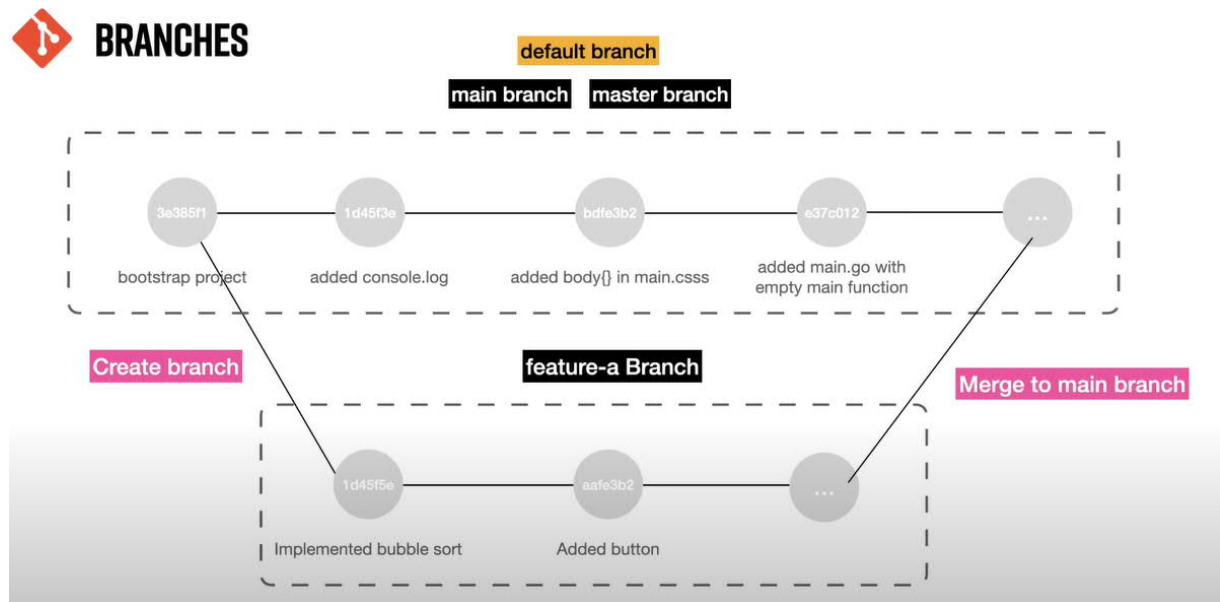 BRANCHES
default branch
main branch
master branch
3e385f1
1d45f3e
bdfe3b2
e37c012
...
bootstrap project
added console.log
added body{} in main.csss
added main.go with
empty main function
Create branch
feature-a Branch
Merge to main branch
1d45f5e
aafe3b2
...
Implemented bubble sort
Added button